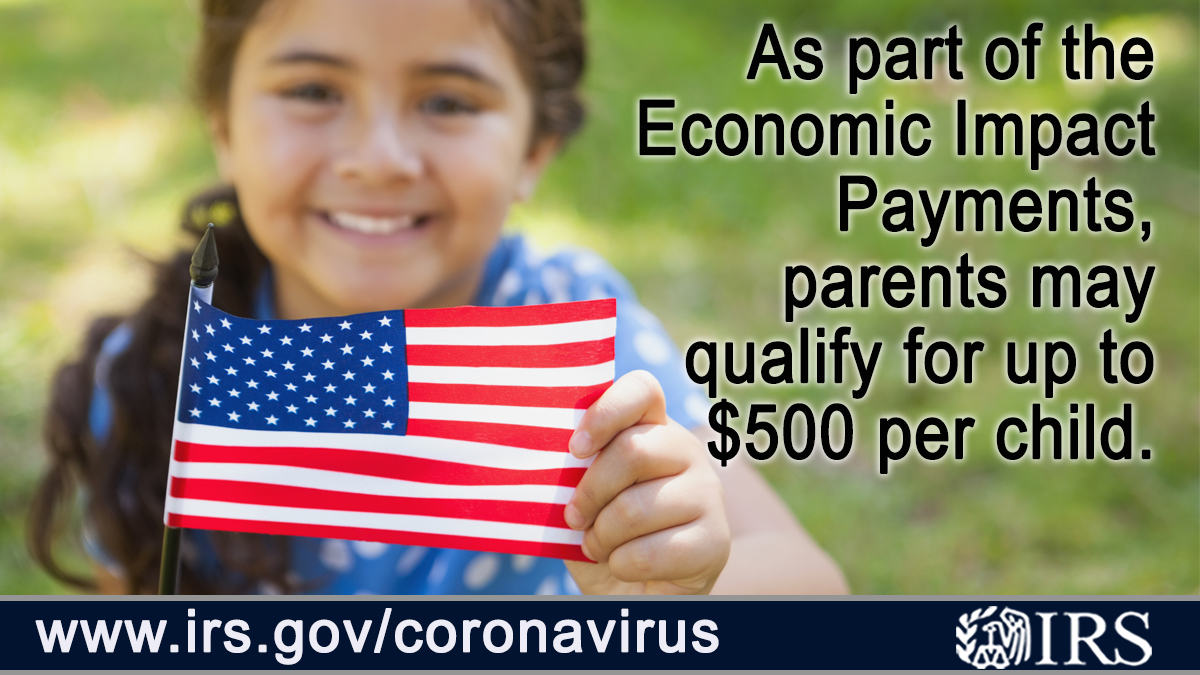 As part of the
Economic Impact
Payments,
parents may
qualify for up to
$500 per child.
www.irs.gov/coronavirus
IRS